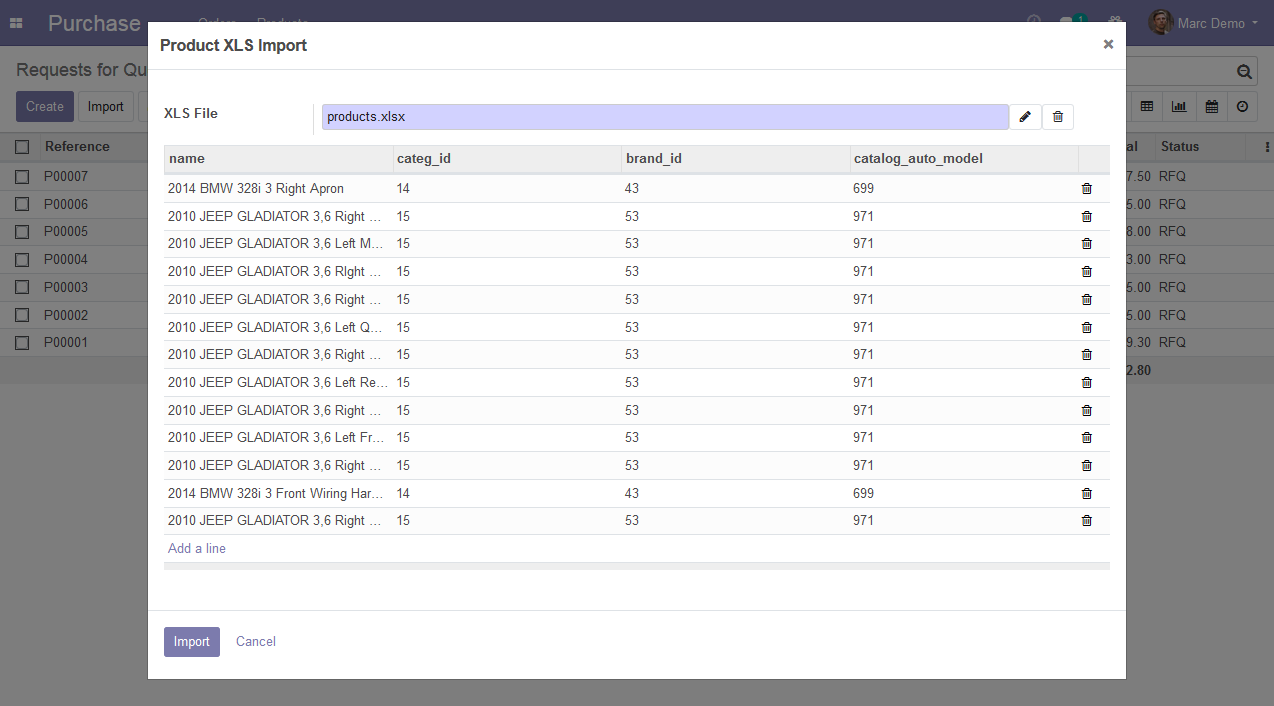 Purchase Orders Products 1 Marc Demo
Product XLS Import ×
Requests for Qu
Create Import
XLS File products.xlsx
Reference al Status
name categ_id brand_id catalog_auto_model
P00007 7.50 RFQ
2014 BMW 328i 3 Right Apron 14 43 699
P00006 5.00 RFQ
2010 JEEP GLADIATOR 3,6 Right ... 15 53 971
P00005 8.00 RFQ
2010 JEEP GLADIATOR 3,6 Left M... 15 53 971
P00004 3.00 RFQ
2010 JEEP GLADIATOR 3,6 RIght ... 15 53 971
P00003 5.00 RFQ
2010 JEEP GLADIATOR 3,6 Right ... 15 53 971
P00002 5.00 RFQ
2010 JEEP GLADIATOR 3,6 Left Q... 15 53 971
P00001 9.30 RFQ
2010 JEEP GLADIATOR 3,6 Right ... 15 53 971
2.80
2010 JEEP GLADIATOR 3,6 Left Re... 15 53 971
2010 JEEP GLADIATOR 3,6 Right ... 15 53 971
2010 JEEP GLADIATOR 3,6 Left Fr... 15 53 971
2010 JEEP GLADIATOR 3,6 Right ... 15 53 971
2014 BMW 328i 3 Front Wiring Har... 14 43 699
2010 JEEP GLADIATOR 3,6 Right ... 15 53 971
Add a line
Import Cancel